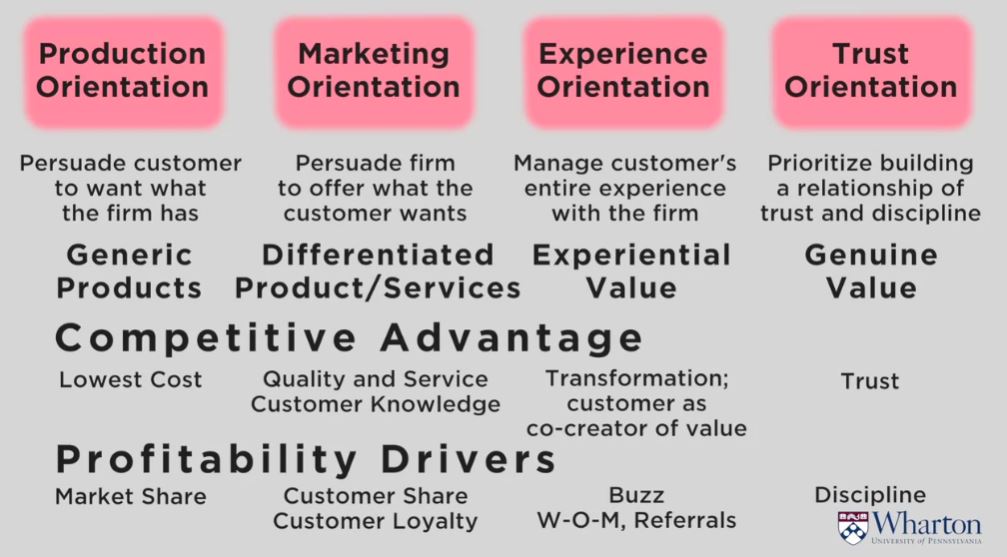 Production
Orientation
Marketing
Orientation
Experience
Orientation
Trust
Orientation
Persuade customer
to want what
the firm has
Persuade firm
to offer what the
customer wants
Manage customer's
entire experience
with the firm
Prioritize building
a relationship of
trust and discipline
Generic
Products
Differentiated
Product/Services
Experiential
Value
Genuine
Value
Competitive Advantage
Lowest Cost
Quality and Service
Customer Knowledge
Transformation;
customer as
co-creator of value
Trust
Profitability Drivers
Market Share
Customer Share
Customer Loyalty
Buzz
W-O-M, Referrals
Discipline
Wharton
UNIVERSITY of PENNSYLVANIA